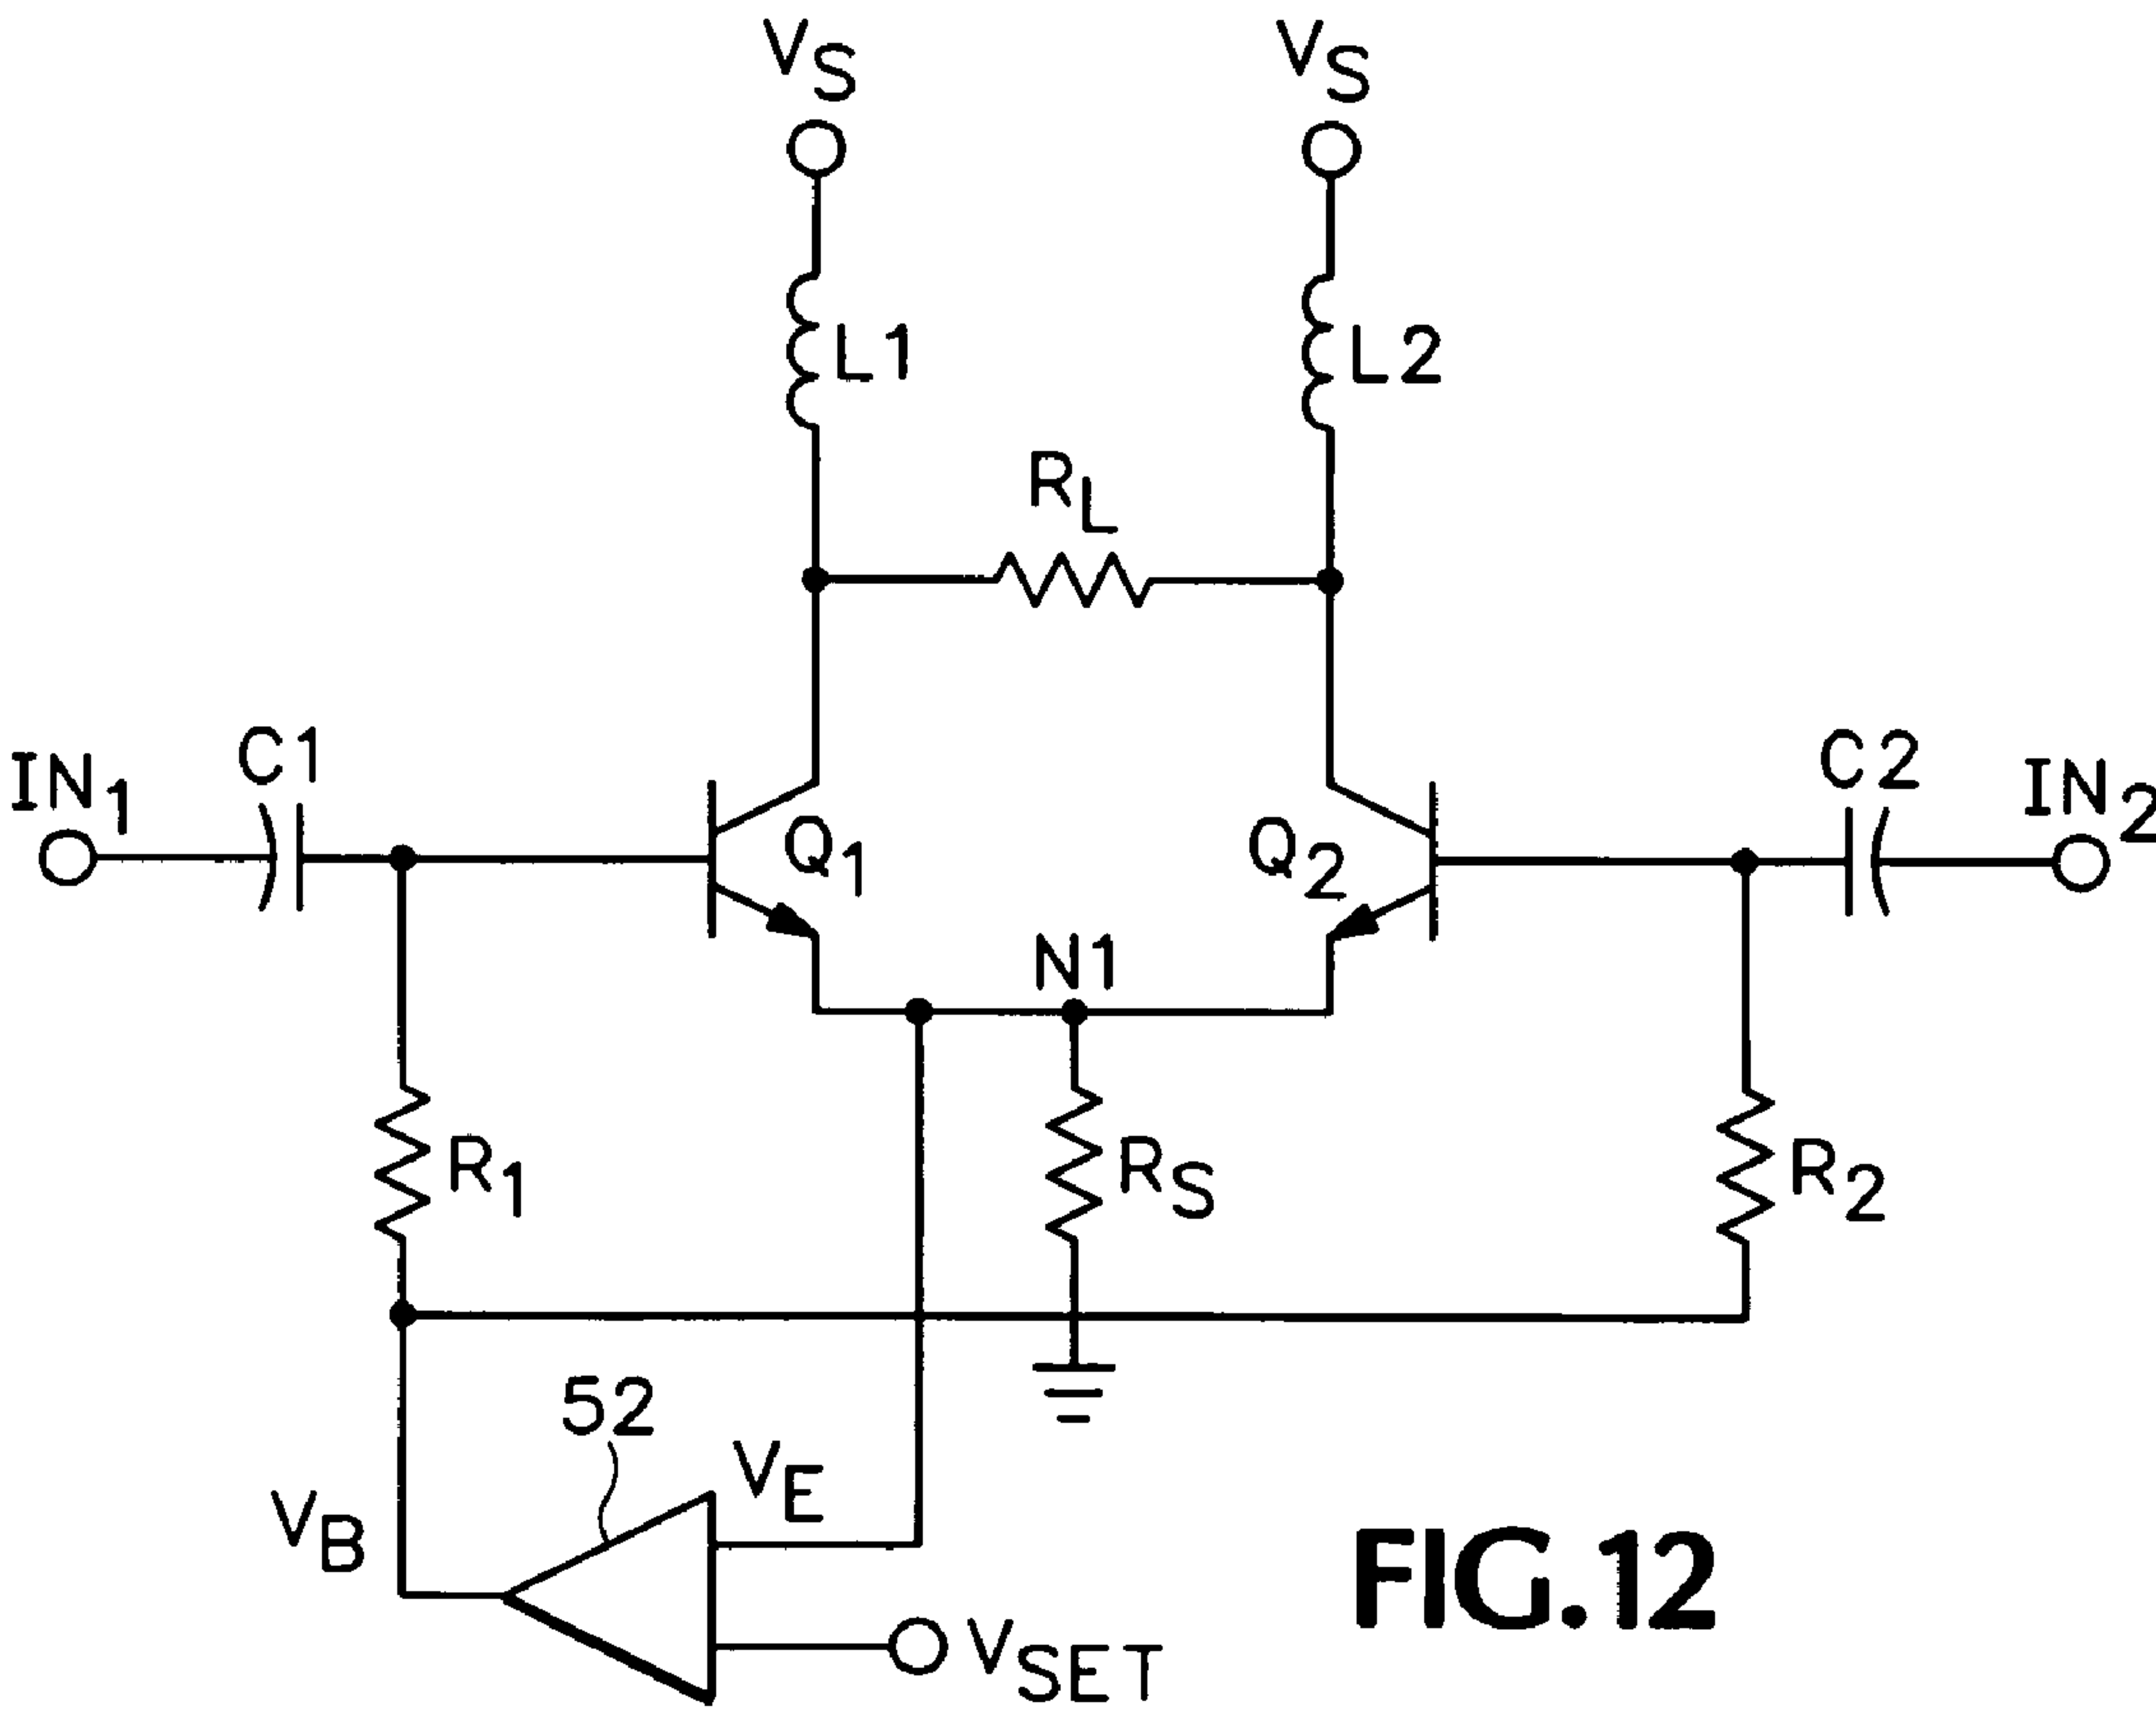 VS VS
L1 L2
RL
C1 C2
IN1 IN2
Q1 Q2
N1
R1 RS R2
52
VE
VB
VSET
FIG.12